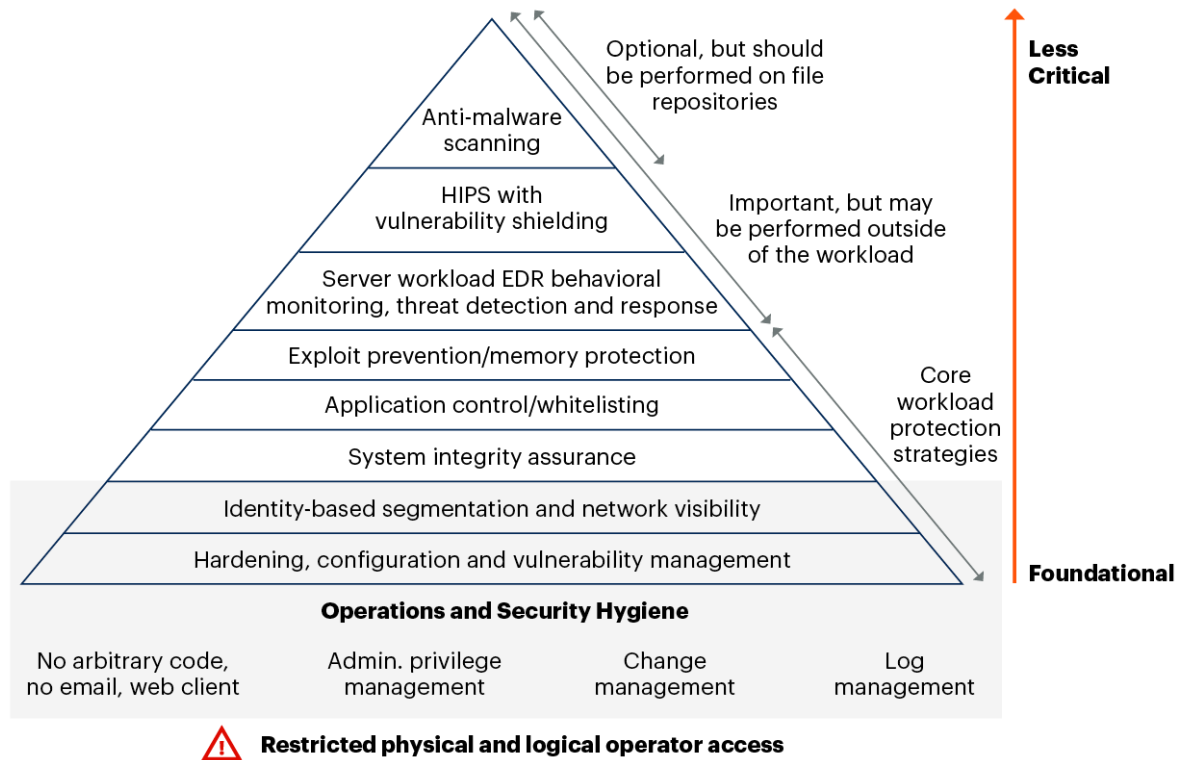 Optional, but should
be performed on file
repositories
Less
Critical
Anti-malware
scanning
HIPS with
vulnerability shielding
Important, but may
be performed outside
of the workload
Server workload EDR behavioral
monitoring, threat detection and response
Exploit prevention/memory protection
Core
workload
protection
strategies
Application control/whitelisting
System integrity assurance
Identity-based segmentation and network visibility
Hardening, configuration and vulnerability management
Foundational
Operations and Security Hygiene
No arbitrary code,
no email, web client
Admin. privilege
management
Change
management
Log
management
Restricted physical and logical operator access